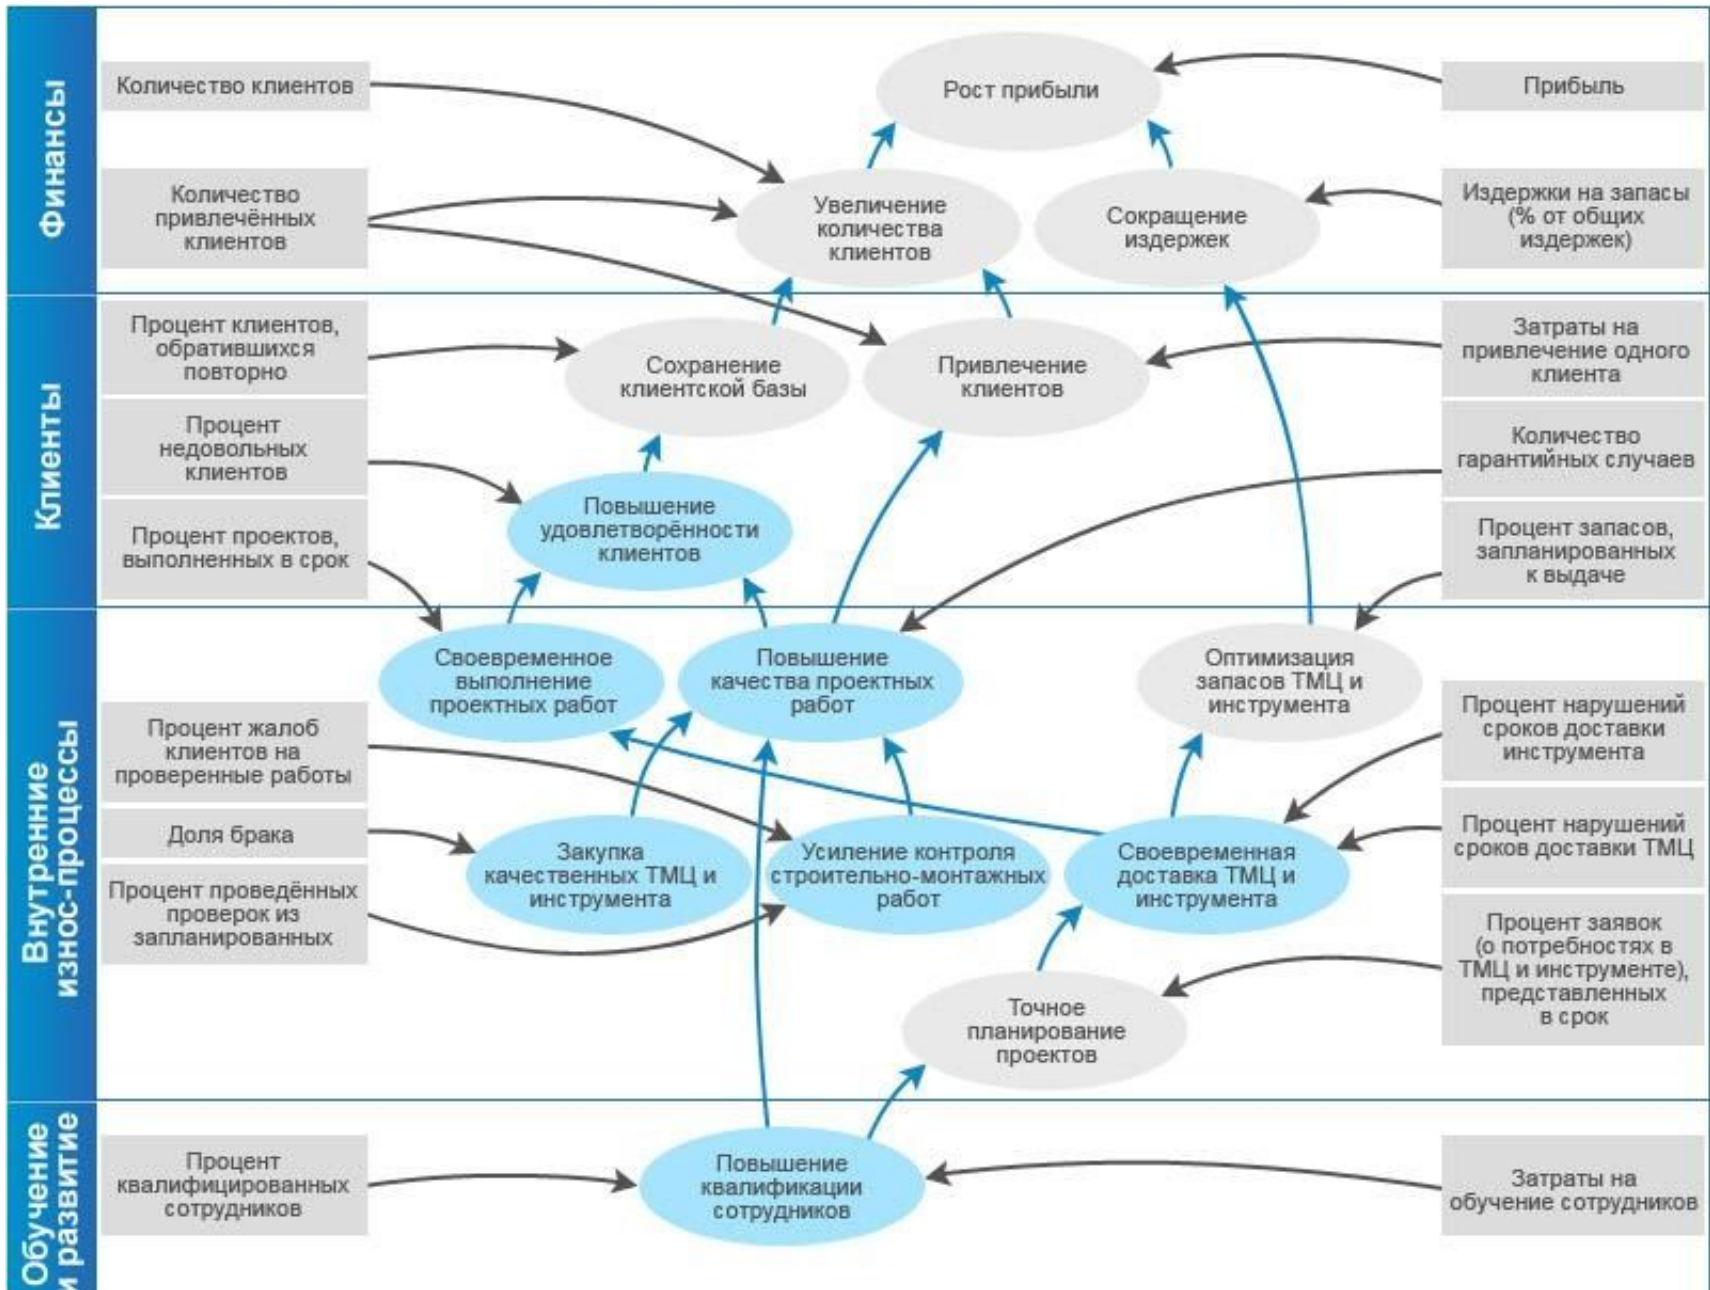 Финансы
Количество клиентов
Рост прибыли
Прибыль
Количество
привлечённых
клиентов
Увеличение
количества
клиентов
Сокращение
издержек
Издержки на запасы
(% от общих
издержек)
Клиенты
Процент клиентов,
обратившихся
повторно
Сохранение
клиентской базы
Привлечение
клиентов
Затраты на
привлечение одного
клиента
Процент
недовольных
клиентов
Количество
гарантийных случаев
Повышение
удовлетворённости
клиентов
Процент проектов,
выполненных в срок
Процент запасов,
запланированных
к выдаче
Внутренние
износ-процессы
Своевременное
выполнение
проектных работ
Повышение
качества проектных
работ
Оптимизация
запасов ТМЦ и
инструмента
Процент жалоб
клиентов на
проверенные работы
Процент нарушений
сроков доставки
инструмента
Доля брака
Закупка
качественных ТМЦ и
инструмента
Усиление контроля
строительно-монтажных
работ
Своевременная
доставка ТМЦ и
инструмента
Процент нарушений
сроков доставки ТМЦ
Процент проведённых
проверок из
запланированных
Процент заявок
(о потребностях в
ТМЦ и инструменте),
представленных
в срок
Точное
планирование
проектов
Обучение
и развитие
Процент
квалифицированных
сотрудников
Повышение
квалификации
сотрудников
Затраты на
обучение сотрудников